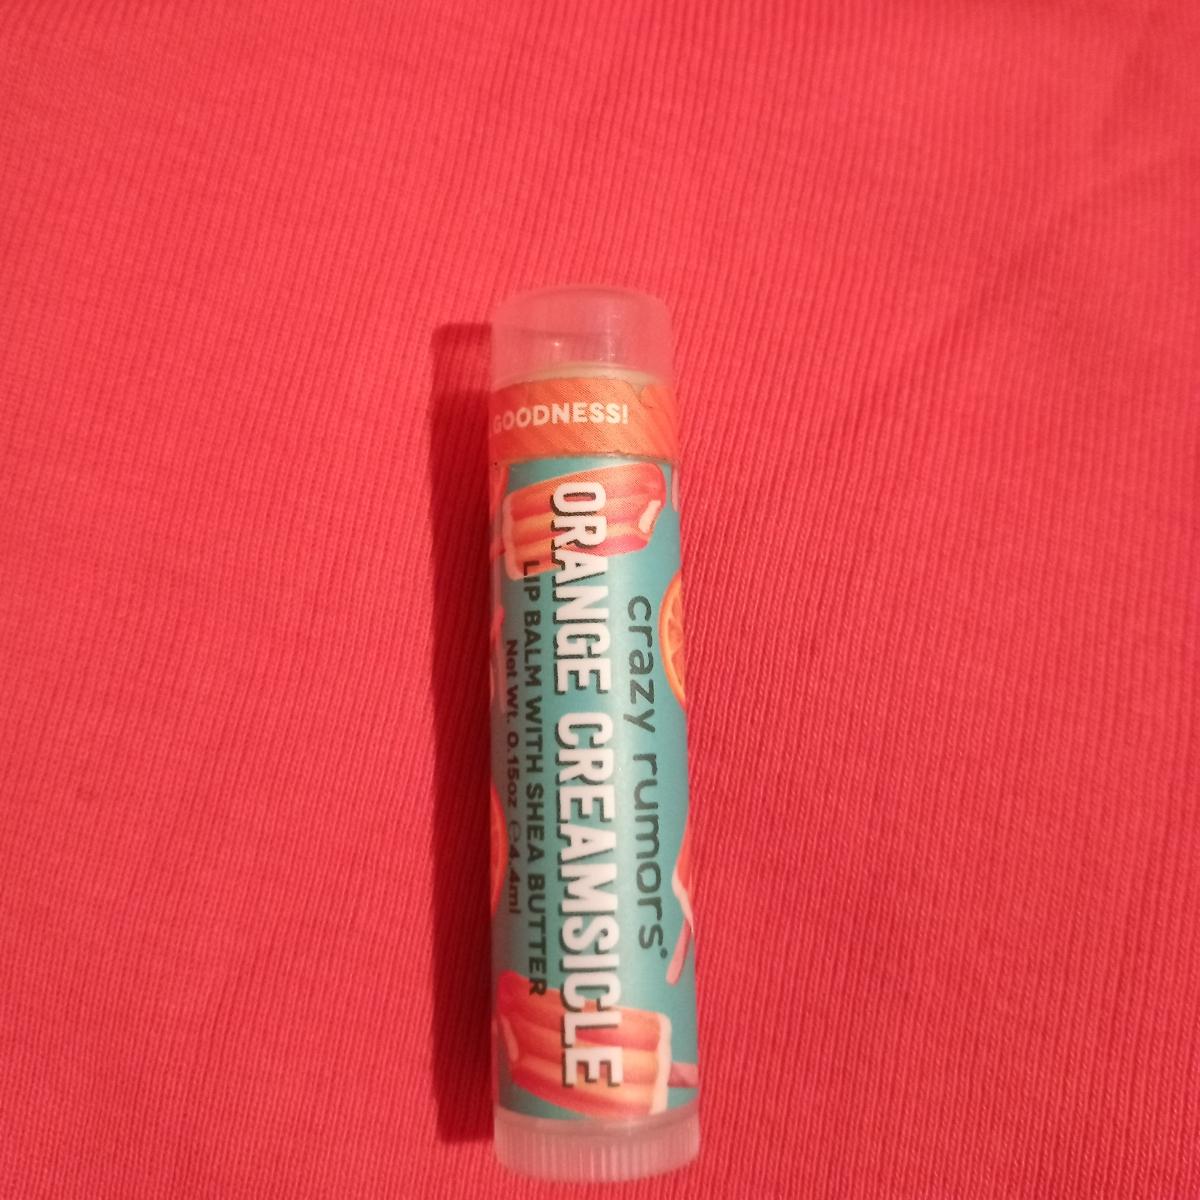 GOODNESS!
crazy rumors®
ORANGE CREAMSICLE
LIP BALM WITH SHEA BUTTER
Net Wt. 0.15oz ℮4.4ml